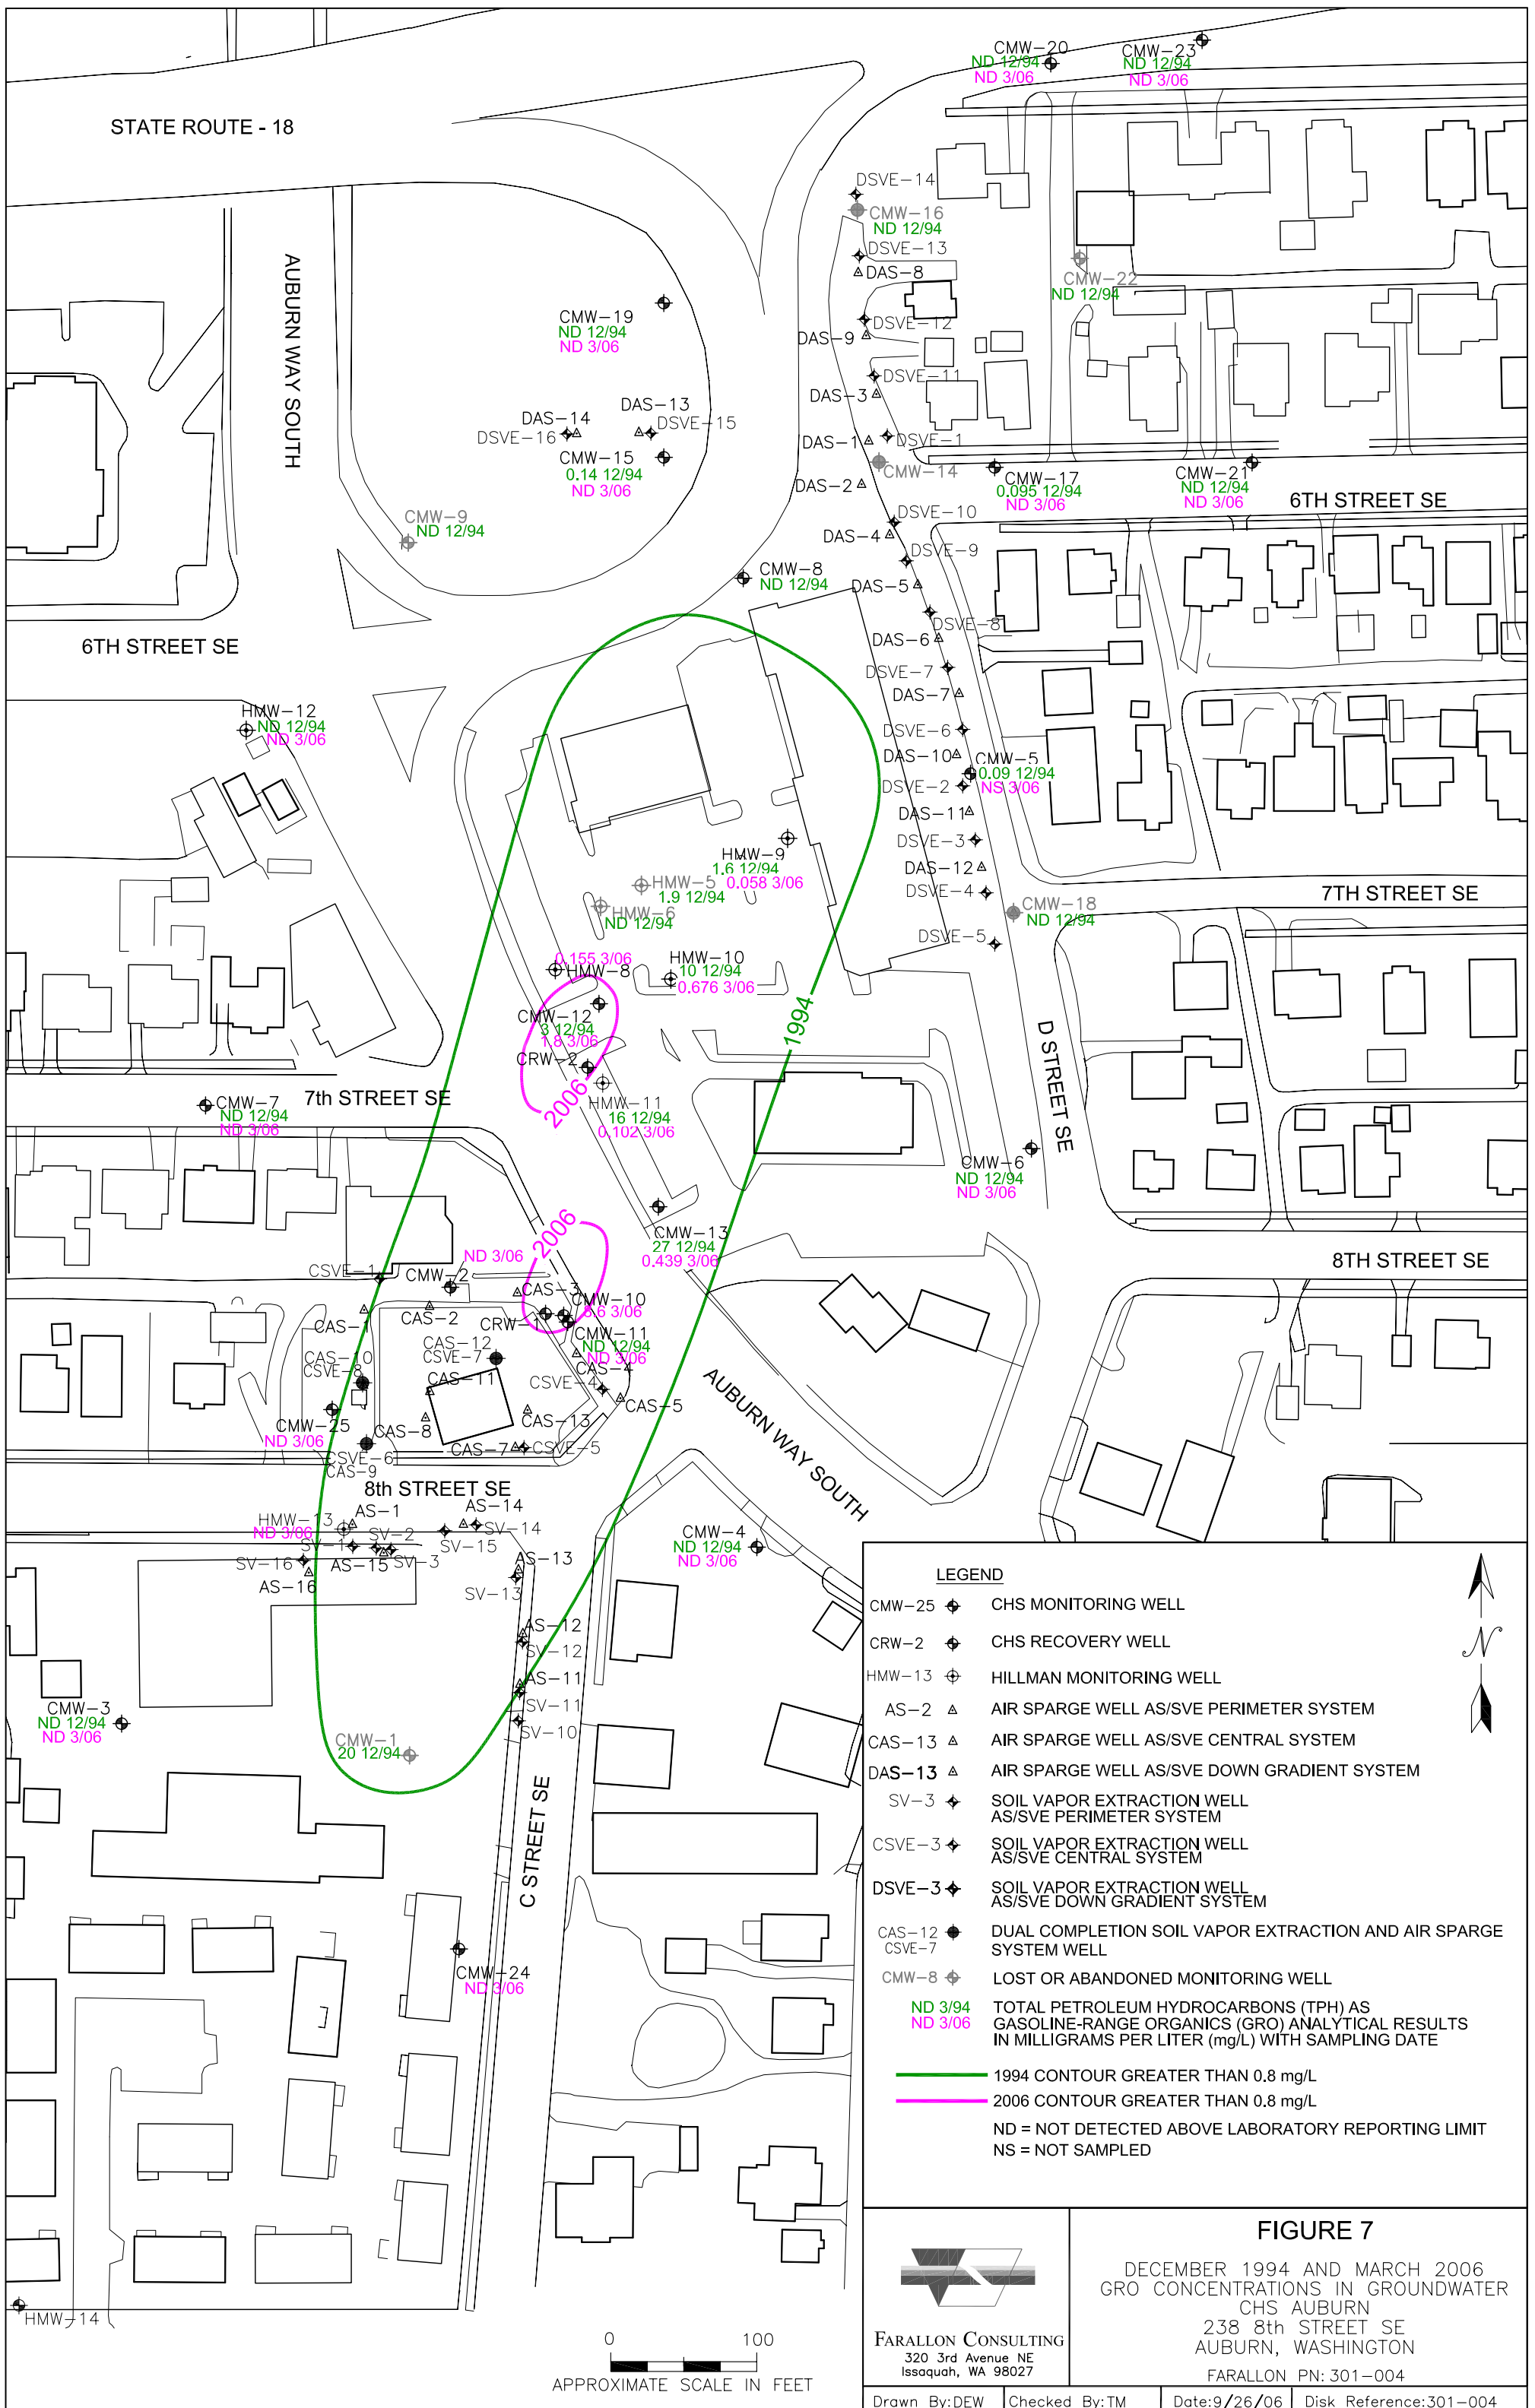 CMW-20
ND 12/94
ND 3/06
CMW-23
ND 12/94
ND 3/06
STATE ROUTE - 18
DSVE-14
CMW-16
ND 12/94
DSVE-13
DAS-8
CMW-22
ND 12/94
AUBURN WAY SOUTH
CMW-19
ND 12/94
ND 3/06
DSVE-12
DAS-9
DSVE-11
DAS-3
DAS-14
DSVE-16
DAS-13
DSVE-15
CMW-15
0.14 12/94
ND 3/06
DAS-1
DSVE-1
CMW-14
DAS-2
CMW-17
0.095 12/94
ND 3/06
CMW-21
ND 12/94
ND 3/06
6TH STREET SE
CMW-9
ND 12/94
DSVE-10
DAS-4
DSVE-9
CMW-8
ND 12/94
DAS-5
DSVE-8
DAS-6
6TH STREET SE
DSVE-7
DAS-7
HMW-12
ND 12/94
ND 3/06
DSVE-6
DAS-10
CMW-5
0.09 12/94
NS 3/06
DSVE-2
DAS-11
DSVE-3
HMW-9
1.6 12/94
0.058 3/06
DAS-12
HMW-5
1.9 12/94
DSVE-4
7TH STREET SE
HMW-6
ND 12/94
CMW-18
ND 12/94
DSVE-5
0.155 3/06
HMW-8
HMW-10
10 12/94
0.676 3/06
CMW-12
3 12/94
1.8 3/06
1994
CRW-2
2006
D STREET SE
HMW-11
16 12/94
0.102 3/06
7th STREET SE
CMW-7
ND 12/94
ND 3/06
CMW-6
ND 12/94
ND 3/06
2006
CMW-13
27 12/94
0.439 3/06
8TH STREET SE
ND 3/06
CSVE-1
CMW-2
CAS-3
CAS-2
CAS-1
CRW-1
CMW-10
6.6 3/06
CMW-11
ND 12/94
ND 3/06
CAS-4
CAS-12
CSVE-7
CAS-10
CSVE-8
CAS-11
CSVE-4
CAS-5
AUBURN WAY SOUTH
CMW-25
ND 3/06
CAS-8
CAS-13
CAS-7
CSVE-5
CSVE-6
CAS-9
8th STREET SE
HMW-13
ND 3/06
AS-1
AS-14
SV-14
SV-15
SV-2
SV-1
SV-16
AS-15
SV-3
AS-16
AS-13
SV-13
CMW-4
ND 12/94
ND 3/06
AS-12
SV-12
AS-11
SV-11
SV-10
CMW-3
ND 12/94
ND 3/06
CMW-1
20 12/94
C STREET SE
CMW-24
ND 3/06
HMW-14
0 100
APPROXIMATE SCALE IN FEET
LEGEND
N
CMW-25 CHS MONITORING WELL
CRW-2 CHS RECOVERY WELL
HMW-13 HILLMAN MONITORING WELL
AS-2 AIR SPARGE WELL AS/SVE PERIMETER SYSTEM
CAS-13 AIR SPARGE WELL AS/SVE CENTRAL SYSTEM
DAS-13 AIR SPARGE WELL AS/SVE DOWN GRADIENT SYSTEM
SV-3 SOIL VAPOR EXTRACTION WELL
AS/SVE PERIMETER SYSTEM
CSVE-3 SOIL VAPOR EXTRACTION WELL
AS/SVE CENTRAL SYSTEM
DSVE-3 SOIL VAPOR EXTRACTION WELL
AS/SVE DOWN GRADIENT SYSTEM
CAS-12 DUAL COMPLETION SOIL VAPOR EXTRACTION AND AIR SPARGE
CSVE-7 SYSTEM WELL
CMW-8 LOST OR ABANDONED MONITORING WELL
ND 3/94 TOTAL PETROLEUM HYDROCARBONS (TPH) AS
ND 3/06 GASOLINE-RANGE ORGANICS (GRO) ANALYTICAL RESULTS
IN MILLIGRAMS PER LITER (mg/L) WITH SAMPLING DATE
1994 CONTOUR GREATER THAN 0.8 mg/L
2006 CONTOUR GREATER THAN 0.8 mg/L
ND = NOT DETECTED ABOVE LABORATORY REPORTING LIMIT
NS = NOT SAMPLED
FARALLON CONSULTING
320 3rd Avenue NE
Issaquah, WA 98027
FIGURE 7
DECEMBER 1994 AND MARCH 2006
GRO CONCENTRATIONS IN GROUNDWATER
CHS AUBURN
238 8th STREET SE
AUBURN, WASHINGTON
FARALLON PN: 301-004
Drawn By:DEW Checked By:TM Date:9/26/06 Disk Reference:301-004